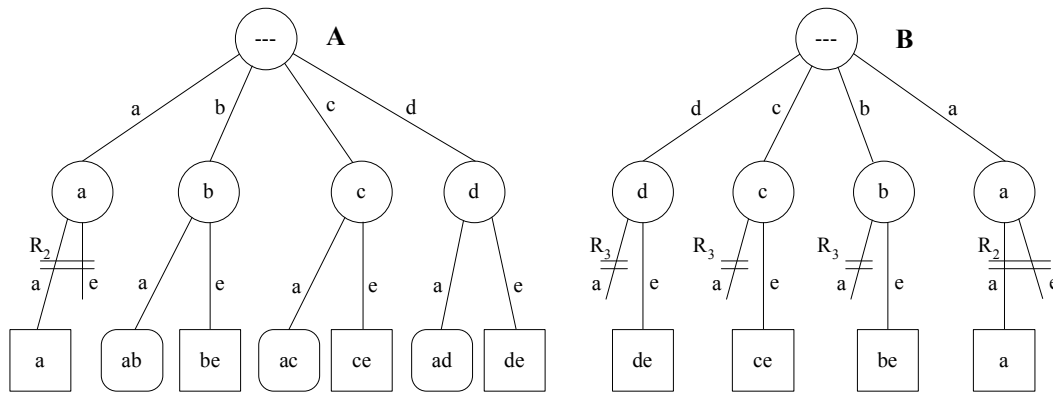 --- A
a b c d
a b c d
R2
a e a e a e a e
a ab be ac ce ad de
--- B
d c b a
d c b a
R3 R3 R3 R2
a e a e a e a e
de ce be a